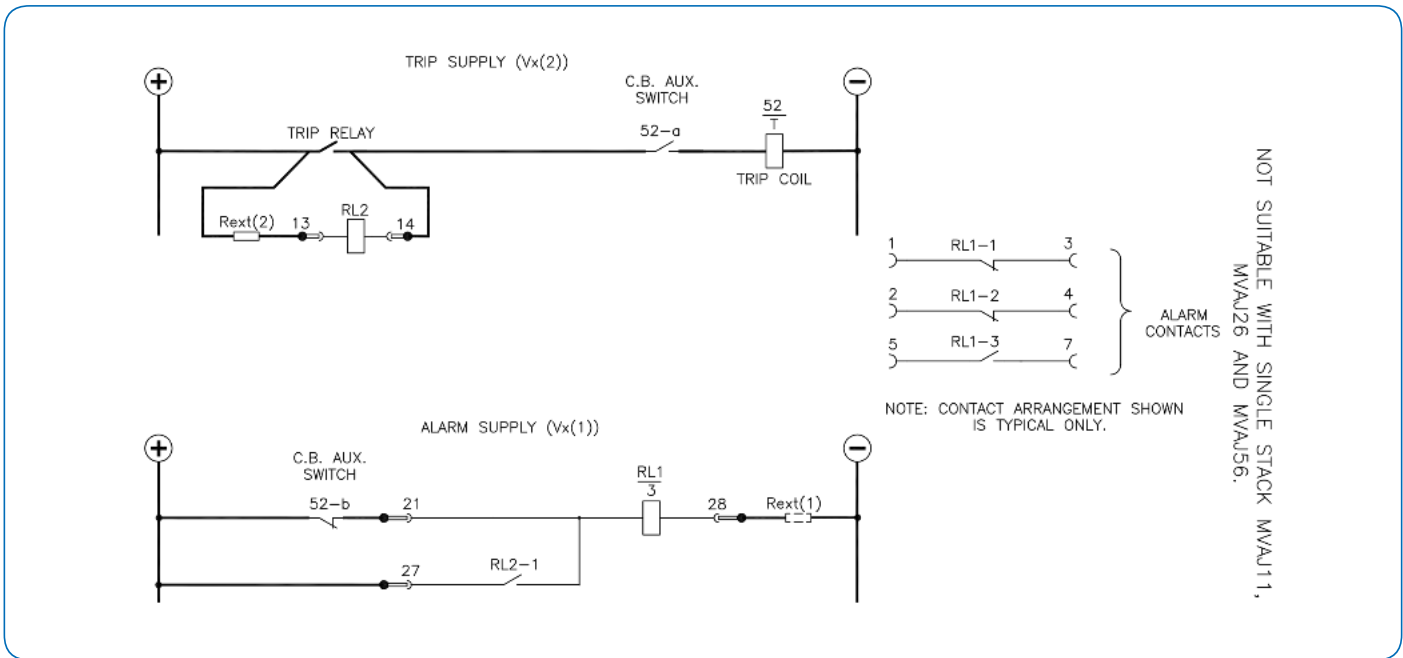 TRIP SUPPLY (Vx(2))
+
−
C.B. AUX.
SWITCH
52
T
TRIP RELAY
52-a
TRIP COIL
Rext(2)
13
RL2
14
1
RL1-1
3
2
RL1-2
4
5
RL1-3
7
ALARM
CONTACTS
NOTE: CONTACT ARRANGEMENT SHOWN
IS TYPICAL ONLY.
NOT SUITABLE WITH SINGLE STACK MVAJ11,
MVAJ26 AND MVAJ56.
ALARM SUPPLY (Vx(1))
+
−
C.B. AUX.
SWITCH
52-b
21
RL1
3
28
Rext(1)
27
RL2-1